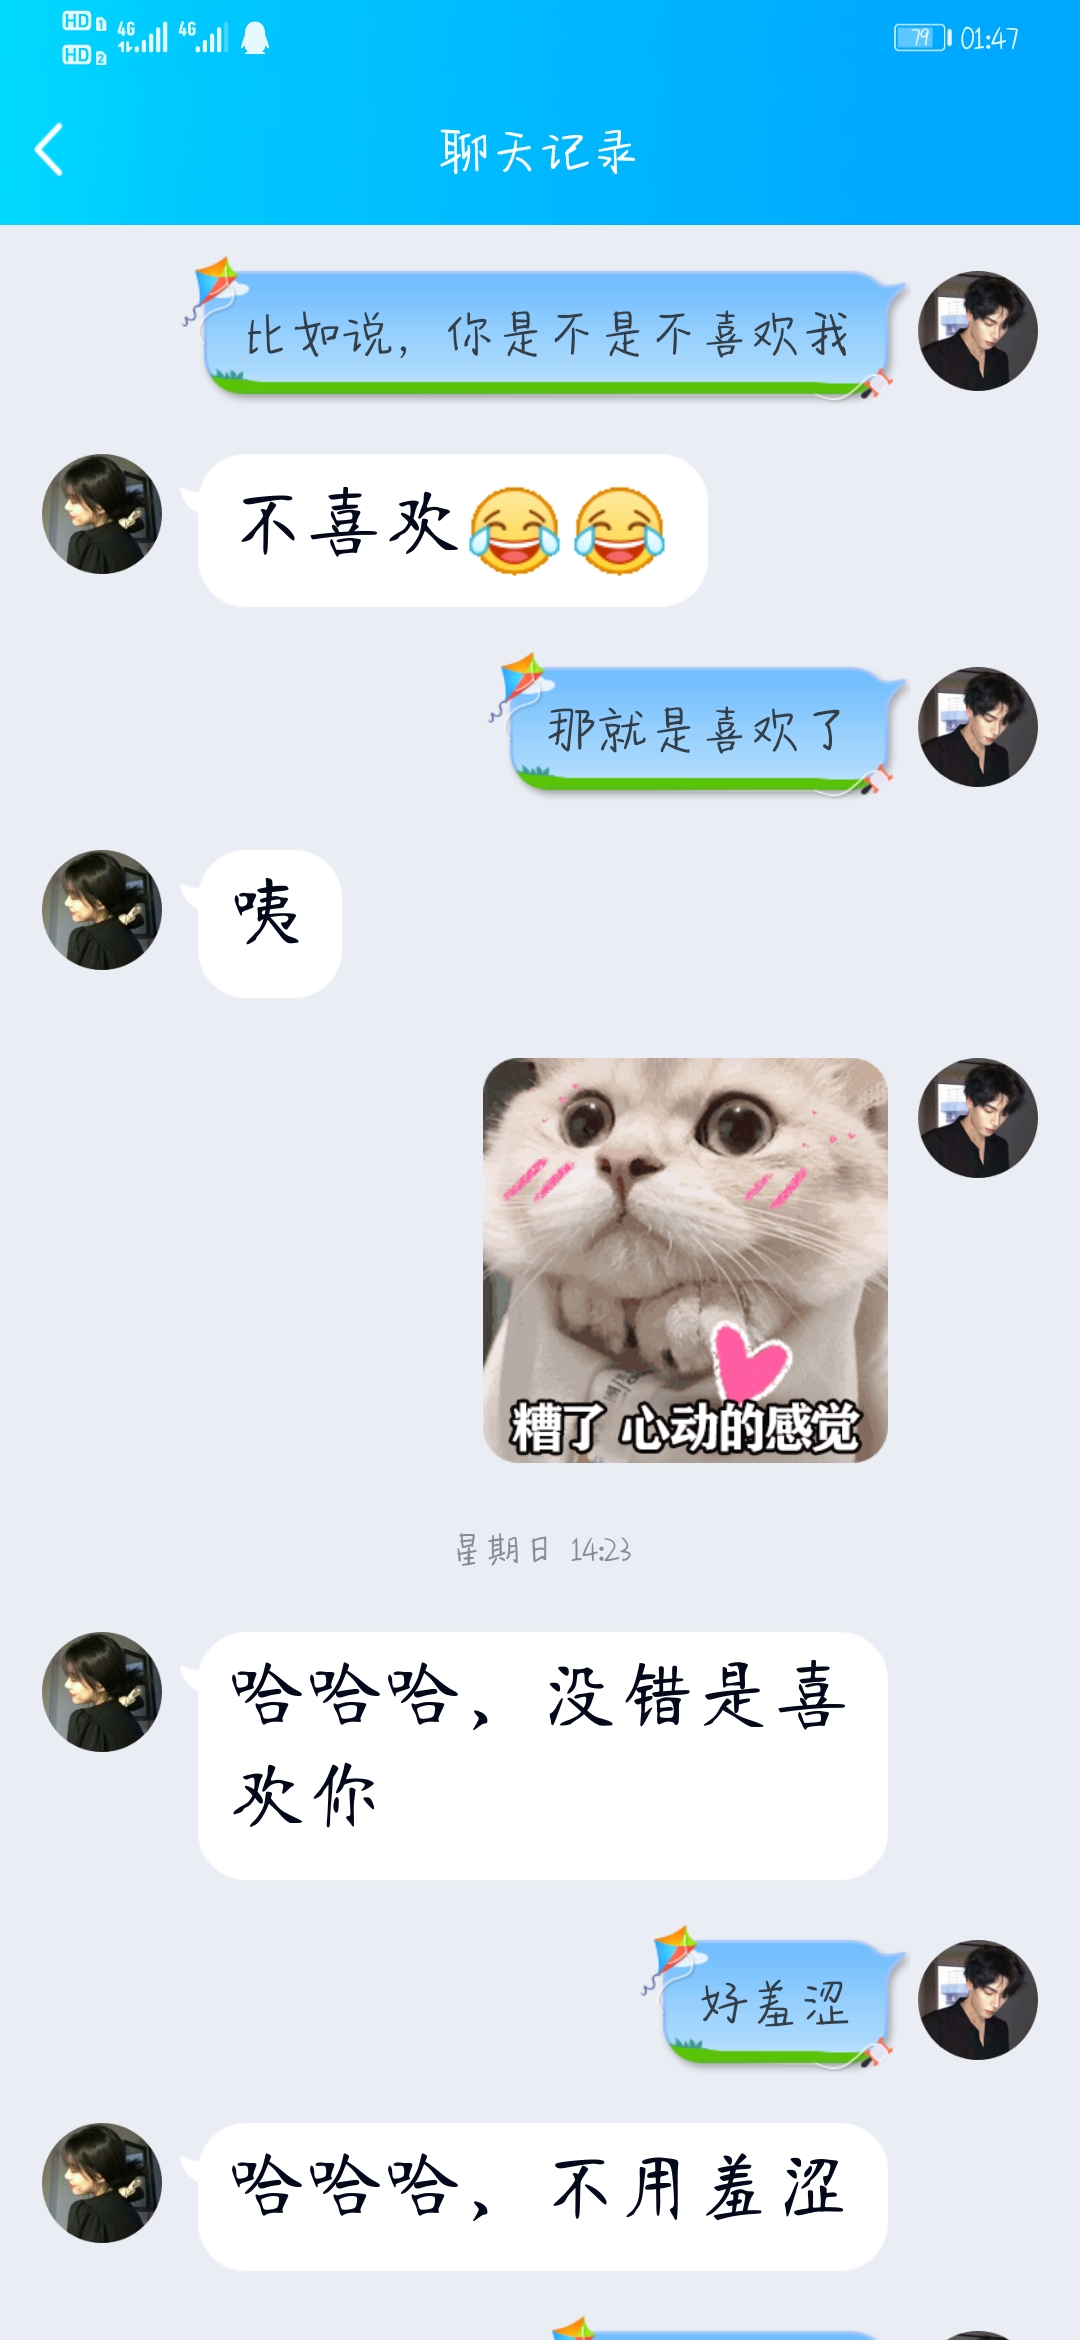 HD 1 4G 4G 79 01:47
HD 2
聊天记录
比如说，你是不是不喜欢我
不喜欢😂😂
那就是喜欢了
咦
糟了 心动的感觉
星期日 14:23
哈哈哈，没错是喜
欢你
好羞涩
哈哈哈，不用羞涩